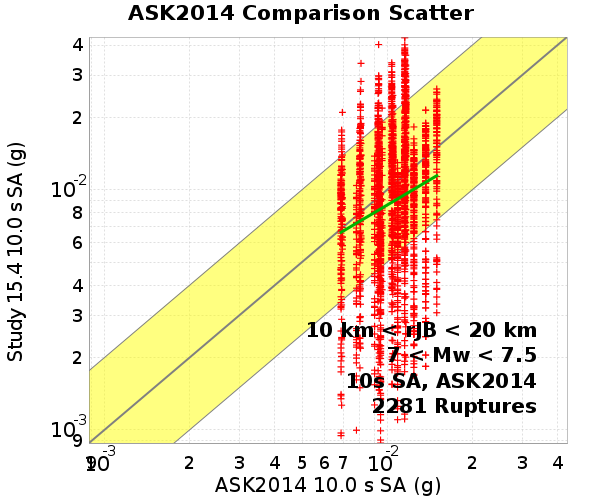 ASK2014 Comparison Scatter
4
3
2
10-2
8
6
4
3
2
10-3
9
Study 15.4 10.0 s SA (g)
10 km < rJB < 20 km
7 < Mw < 7.5
10s SA, ASK2014
2281 Ruptures
9 10-3 2 3 4 5 6 7 10-2 2 3 4
ASK2014 10.0 s SA (g)